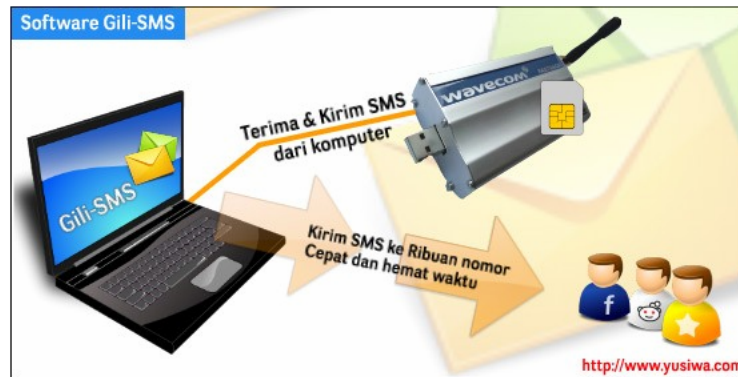 Software Gili-SMS
Terima & Kirim SMS
dari komputer
wavecom
Gili-SMS
Kirim SMS ke Ribuan nomor
Cepat dan hemat waktu
f
http://www.yusiwa.com